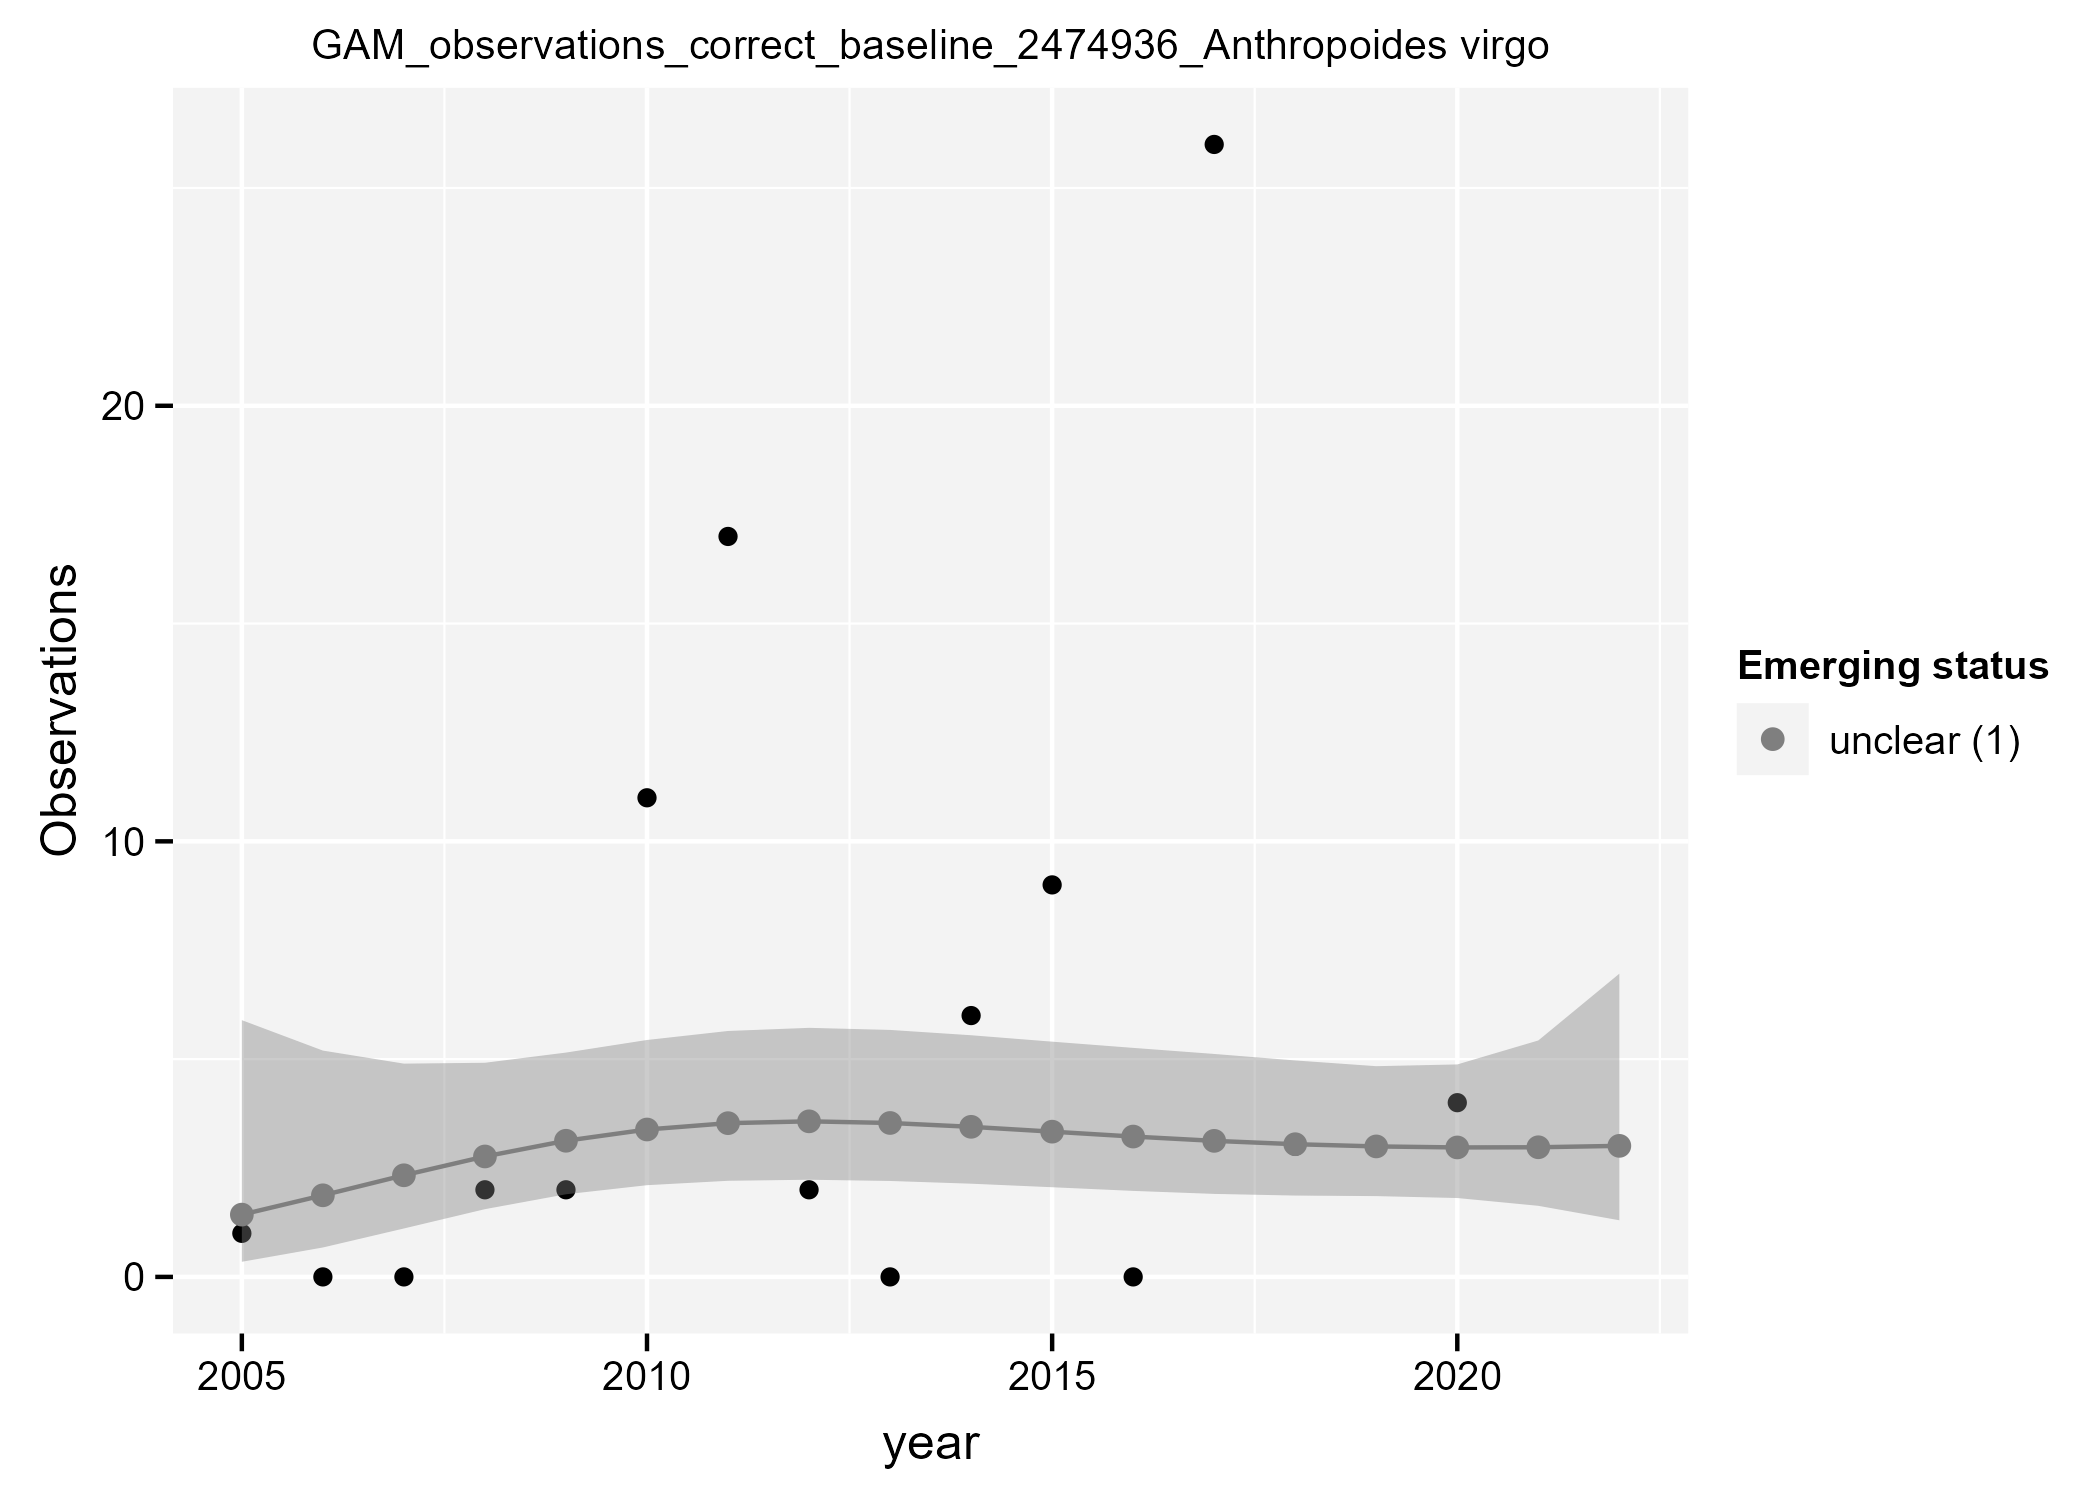 GAM_observations_correct_baseline_2474936_Anthropoides virgo
Observations
20
10
0
2005
2010
2015
2020
year
Emerging status
unclear (1)